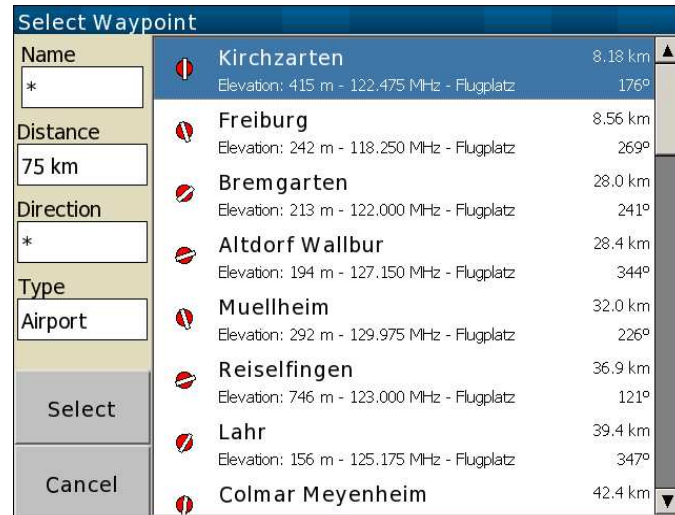 Select Waypoint
Name
*
Distance
75 km
Direction
*
Type
Airport
Select
Cancel
Kirchzarten 8.18 km
Elevation: 415 m - 122.475 MHz - Flugplatz 176°
Freiburg 8.56 km
Elevation: 242 m - 118.250 MHz - Flugplatz 269°
Bremgarten 28.0 km
Elevation: 213 m - 122.000 MHz - Flugplatz 241°
Altdorf Wallbur 28.4 km
Elevation: 194 m - 127.150 MHz - Flugplatz 344°
Muellheim 32.0 km
Elevation: 292 m - 129.975 MHz - Flugplatz 226°
Reiselfingen 36.9 km
Elevation: 746 m - 123.000 MHz - Flugplatz 121°
Lahr 39.4 km
Elevation: 156 m - 125.175 MHz - Flugplatz 347°
Colmar Meyenheim 42.4 km